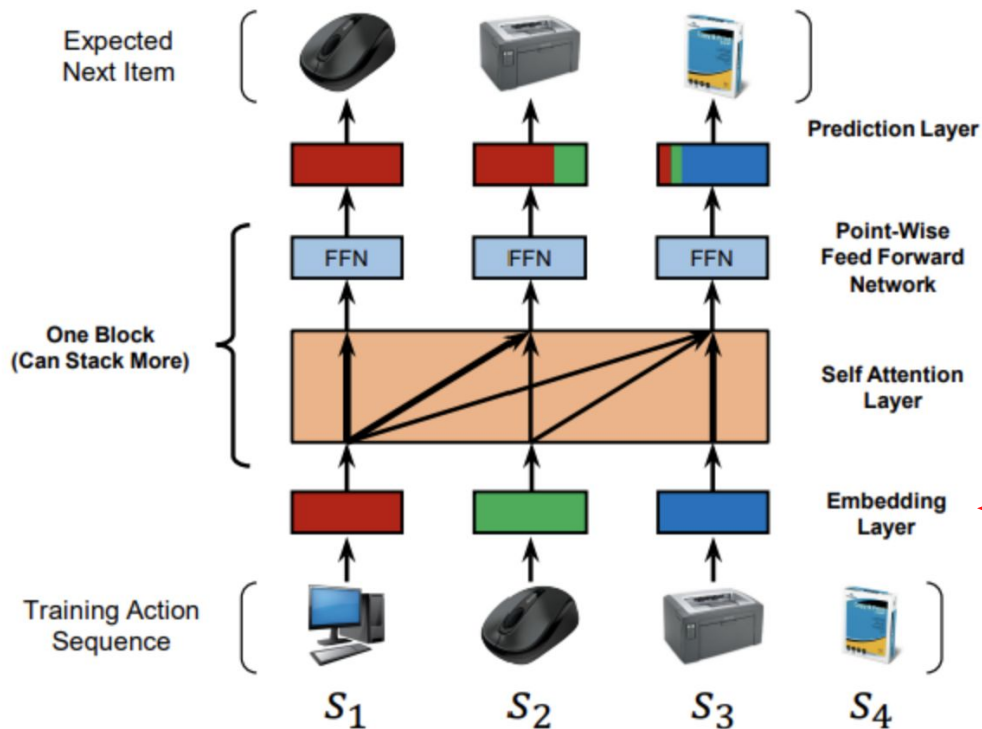 Expected
Next Item
Prediction Layer
FFN
FFN
FFN
Point-Wise
Feed Forward
Network
One Block
(Can Stack More)
Self Attention
Layer
Embedding
Layer
Training Action
Sequence
S1
S2
S3
S4